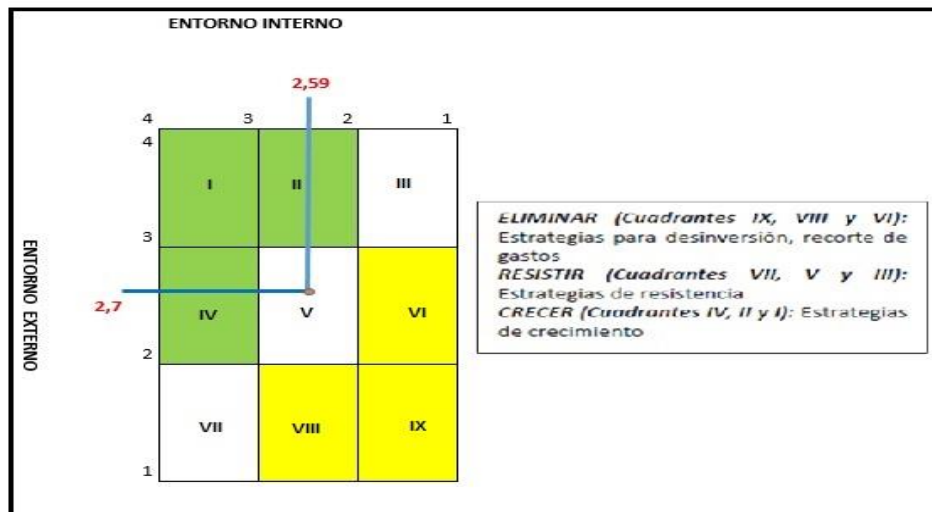 ENTORNO INTERNO
2,59
4 3 2 1
4
I II III
3
ENTORNO EXTERNO
2,7
IV V VI
2
VII VIII IX
1
ELIMINAR (Cuadrantes IX, VIII y VI):
Estrategias para desinversión, recorte de
gastos
RESISTIR (Cuadrantes VII, V y III):
Estrategias de resistencia
CRECER (Cuadrantes IV, II y I): Estrategias
de crecimiento